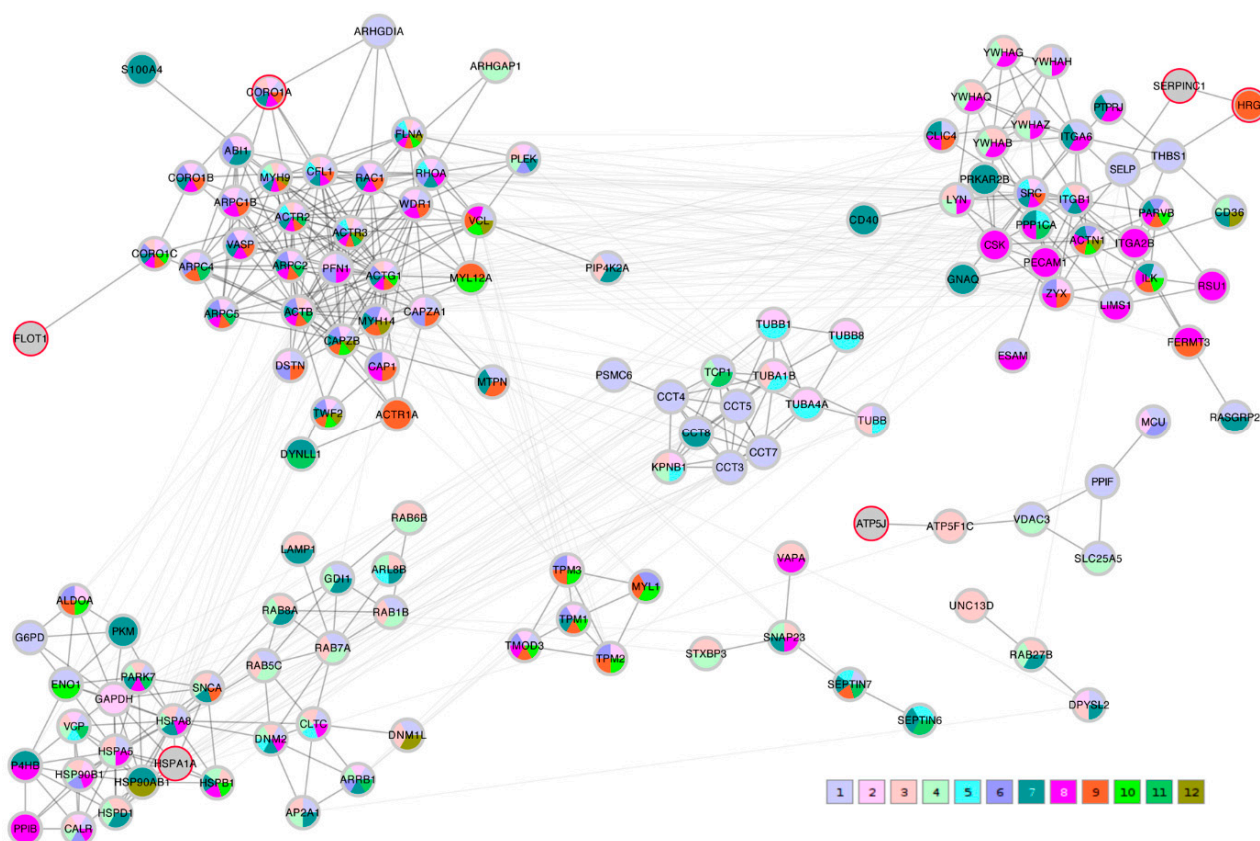 ARHGDIA
S100A4
ARHGAP1
CORO1A
FLNA
ABI1
PLEK
CORO1B
MYH9
CFL1
RAC1
RHOA
ARPC1B
WDR1
ACTR2
VCL
ACTR3
VASP
CORO1C
ARPC4
ARPC2
PFN1
ACTG1
MYL12A
PIP4K2A
ARPC5
ACTB
MYH14
CAPZA1
CAPZB
FLOT1
DSTN
CAP1
MTPN
TWF2
ACTR1A
DYNLL1
YWHAG
YWHAH
SERPINC1
HRG
YWHAQ
PTPRJ
CLIC4
YWHAZ
ITGA6
YWHAB
THBS1
SELP
PRKAR2B
SRC
LYN
ITGB1
CD40
PPP1CA
PARVB
CD36
CSK
ACTN1
ITGA2B
PECAM1
GNAQ
ILK
RSU1
ZYX
LIMS1
ESAM
FERMT3
RASGRP2
TUBB1
TUBB8
PSMC6
TCP1
TUBA1B
CCT4
CCT5
TUBA4A
TUBB
CCT8
CCT7
KPNB1
CCT3
MCU
PPIF
ATP5J
ATP5F1C
VDAC3
SLC25A5
RAB6B
LAMP1
GDI1
ARL8B
RAB8A
RAB1B
RAB7A
RAB5C
ALDOA
G6PD
PKM
ENO1
PARK7
SNCA
GAPDH
VCP
HSPA8
DNM2
CLTC
DNM1L
HSPA5
HSPA1A
P4HB
HSP90B1
HSP90AB1
HSPB1
ARRB1
HSPD1
AP2A1
PPIB
CALR
TPM3
MYL1
TPM1
TMOD3
TPM2
VAPA
STXBP3
SNAP23
SEPTIN7
SEPTIN6
UNC13D
RAB27B
DPYSL2
1 2 3 4 5 6 7 8 9 10 11 12